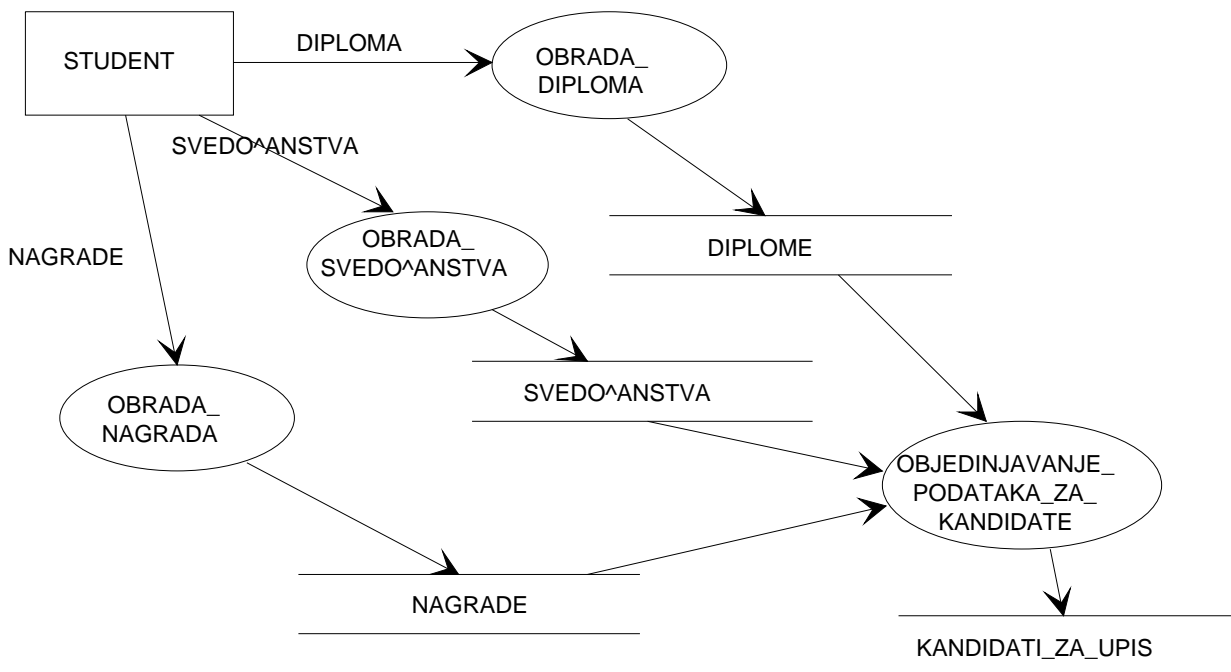 STUDENT
DIPLOMA
OBRADA_
DIPLOMA
SVEDO^ANSTVA
NAGRADE
OBRADA_
SVEDO^ANSTVA
DIPLOME
OBRADA_
NAGRADA
SVEDO^ANSTVA
OBJEDINJAVANJE_
PODATAKA_ZA_
KANDIDATE
NAGRADE
KANDIDATI_ZA_UPIS